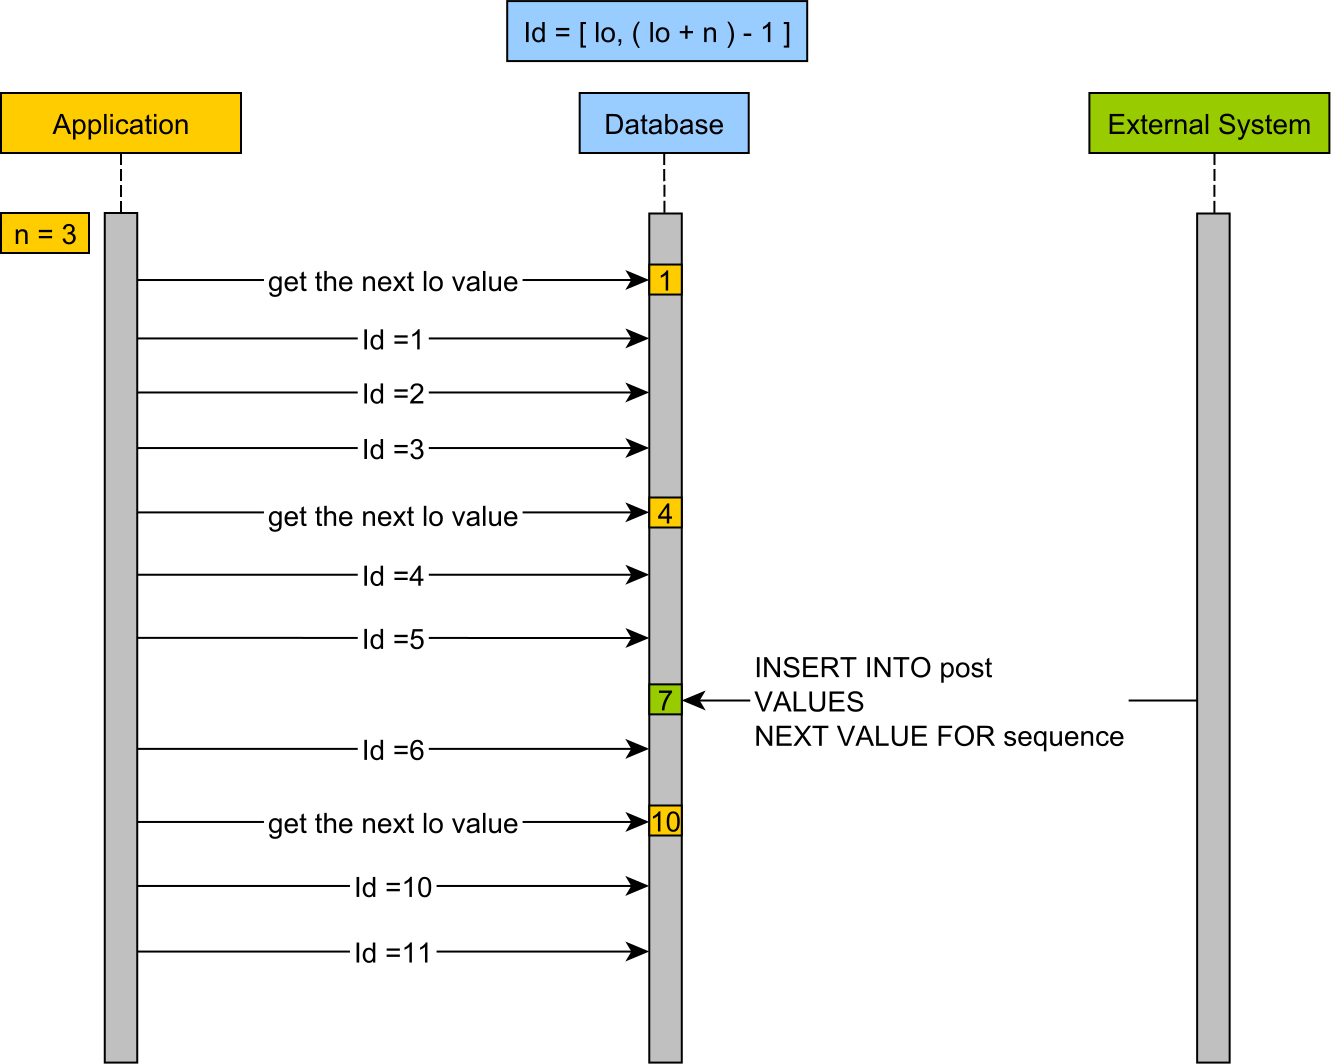 Id = [ lo, ( lo + n ) - 1 ]
Application
Database
External System
n = 3
get the next lo value
1
Id =1
Id =2
Id =3
get the next lo value
4
Id =4
Id =5
INSERT INTO post
VALUES
NEXT VALUE FOR sequence
7
Id =6
get the next lo value
10
Id =10
Id =11